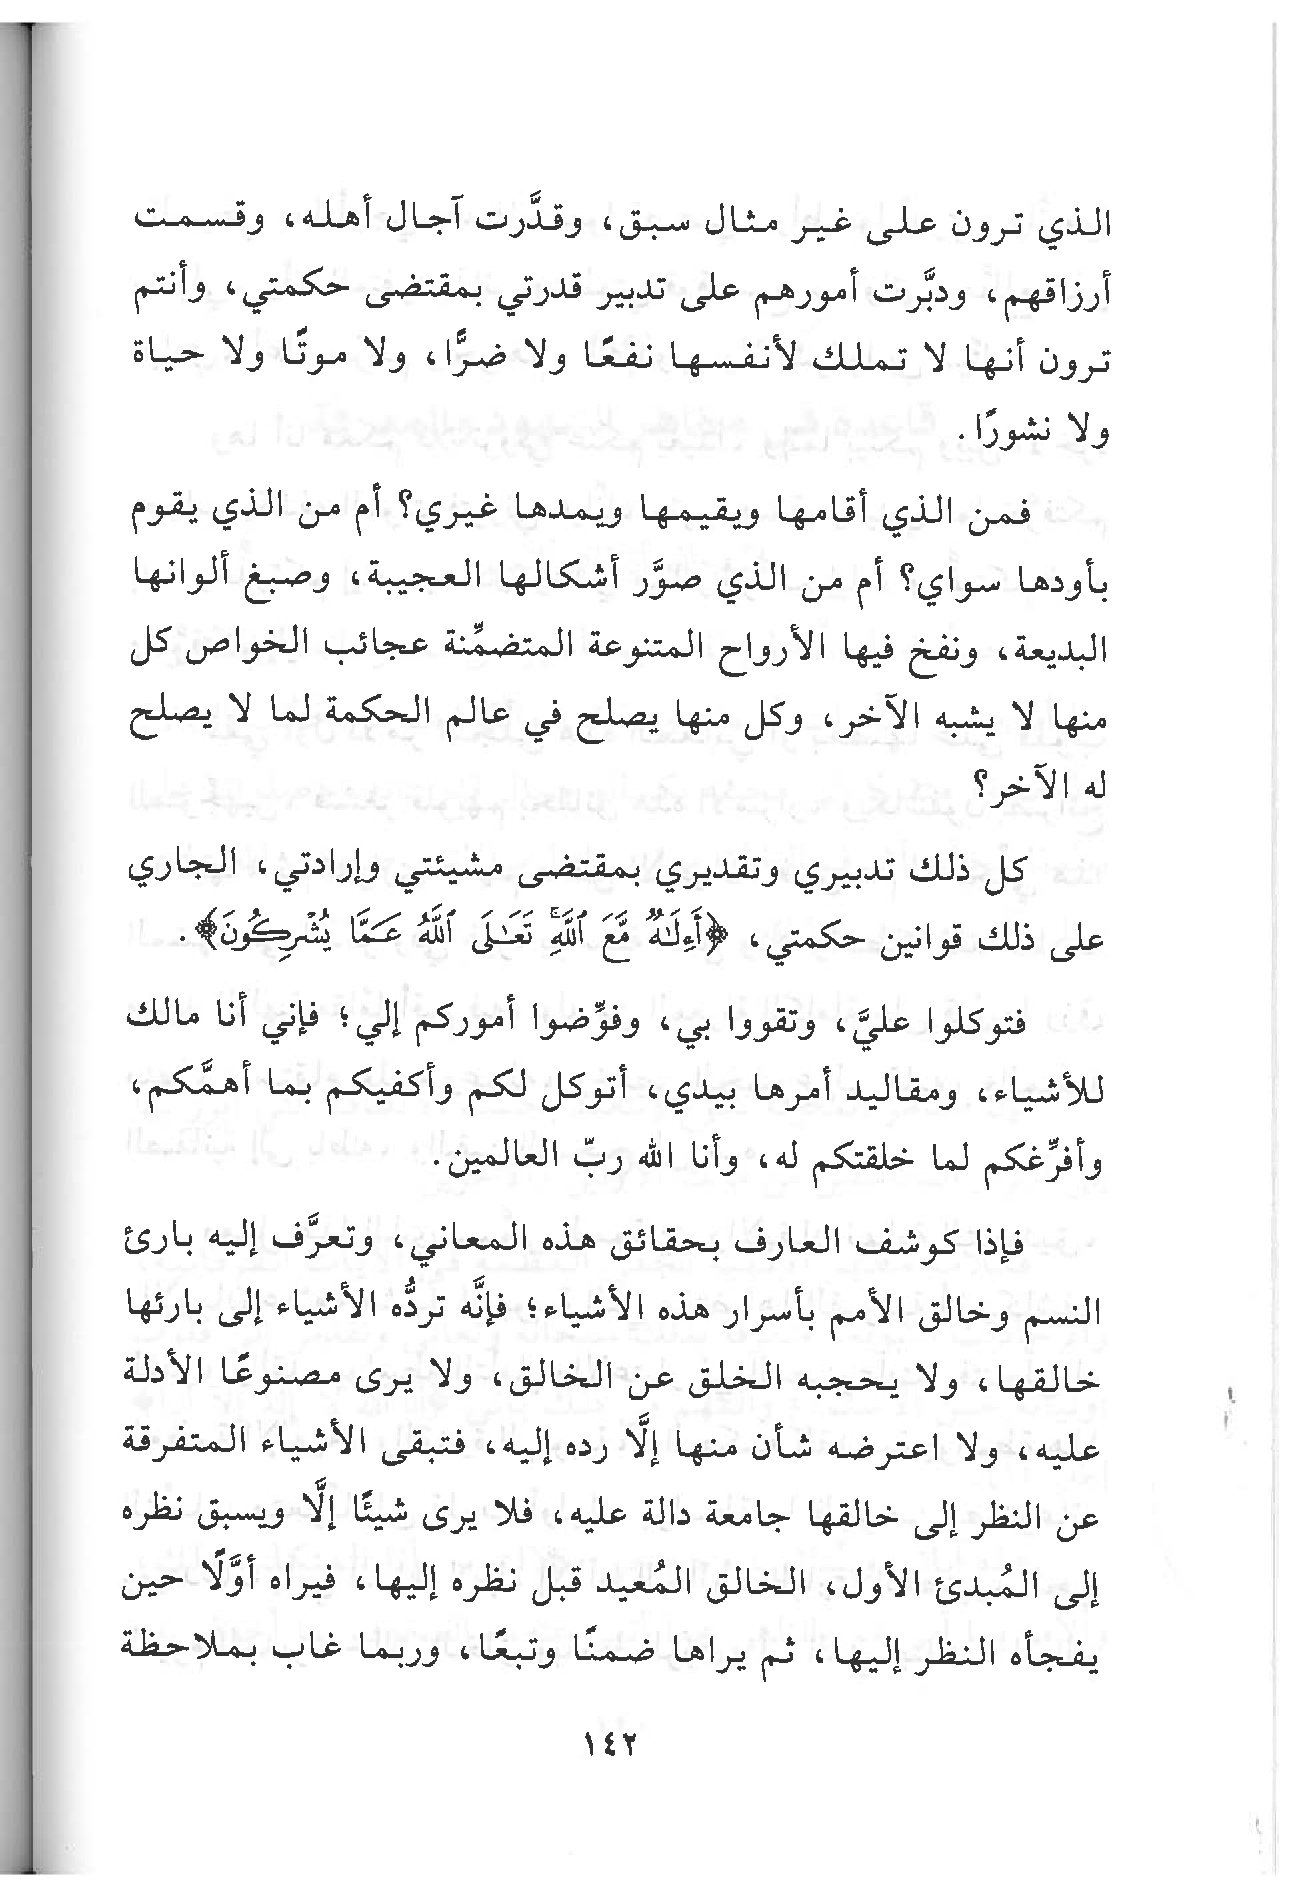 الذي ترون على غير مثال سبق، وقدَّرت آجال أهله، وقسمت
أرزاقهم، ودبَّرت أمورهم على تدبير قدرتي بمقتضى حكمتي، وأنتم
ترون أنها لا تملك لأنفسها نفعًا ولا ضرًّا، ولا موتًا ولا حياة
ولا نشورًا.
فمن الذي أقامها ويقيمها ويمدها غيري؟ أم من الذي يقوم
بأودها سواي؟ أم من الذي صوَّر أشكالها العجيبة، وصبغ ألوانها
البديعة، ونفخ فيها الأرواح المتنوعة المتضمِّنة عجائب الخواص كل
منها لا يشبه الآخر، وكل منها يصلح في عالم الحكمة لما لا يصلح
له الآخر؟
كل ذلك تدبيري وتقديري بمقتضى مشيئتي وإرادتي، الجاري
على ذلك قوانين حكمتي، ﴿أَءِلَـٰهٌ مَّعَ ٱللَّهِۚ تَعَـٰلَى ٱللَّهُ عَمَّا يُشْرِكُونَ﴾.
فتوكلوا عليَّ، وتقووا بي، وفوِّضوا أموركم إلي؛ فإني أنا مالك
للأشياء، ومقاليد أمرها بيدي، أتوكل لكم وأكفيكم بما أهمَّكم،
وأفرِّغكم لما خلقتكم له، وأنا الله ربّ العالمين.
فإذا كوشف العارف بحقائق هذه المعاني، وتعرَّف إليه بارئ
النسم وخالق الأمم بأسرار هذه الأشياء؛ فإنَّه تردُّه الأشياء إلى بارئها
خالقها، ولا يحجبه الخلق عن الخالق، ولا يرى مصنوعًا الأدلة
عليه، ولا اعترضه شأن منها إلَّا رده إليه، فتبقى الأشياء المتفرقة
عن النظر إلى خالقها جامعة دالة عليه، فلا يرى شيئًا إلَّا ويسبق نظره
إلى المُبدئ الأول، الخالق المُعيد قبل نظره إليها، فيراه أوَّلًا حين
يفجأه النظر إليها، ثم يراها ضمنًا وتبعًا، وربما غاب بملاحظة
١٤٢